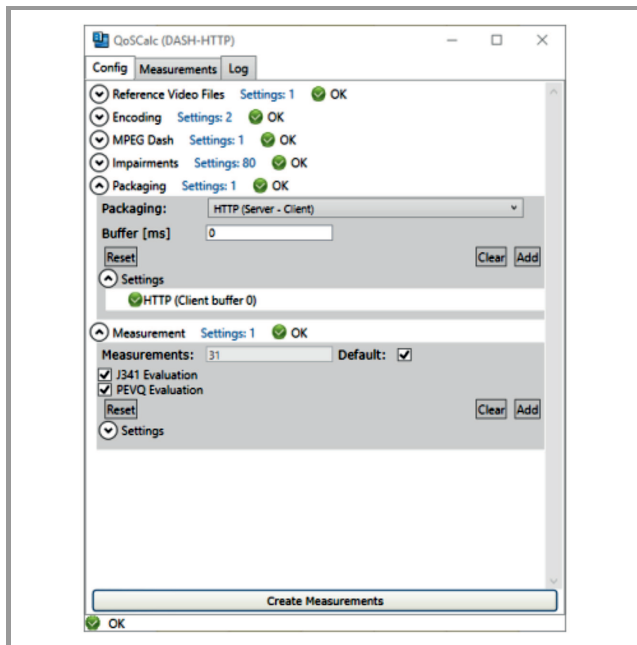 QoSCalc (DASH-HTTP)
Config Measurements Log
Reference Video Files Settings: 1 OK
Encoding Settings: 2 OK
MPEG Dash Settings: 1 OK
Impairments Settings: 80 OK
Packaging Settings: 1 OK
Packaging: HTTP (Server - Client)
Buffer [ms] 0
Reset Clear Add
Settings
HTTP (Client buffer 0)
Measurement Settings: 1 OK
Measurements: 31 Default:
J341 Evaluation
PEVQ Evaluation
Reset Clear Add
Settings
Create Measurements
OK